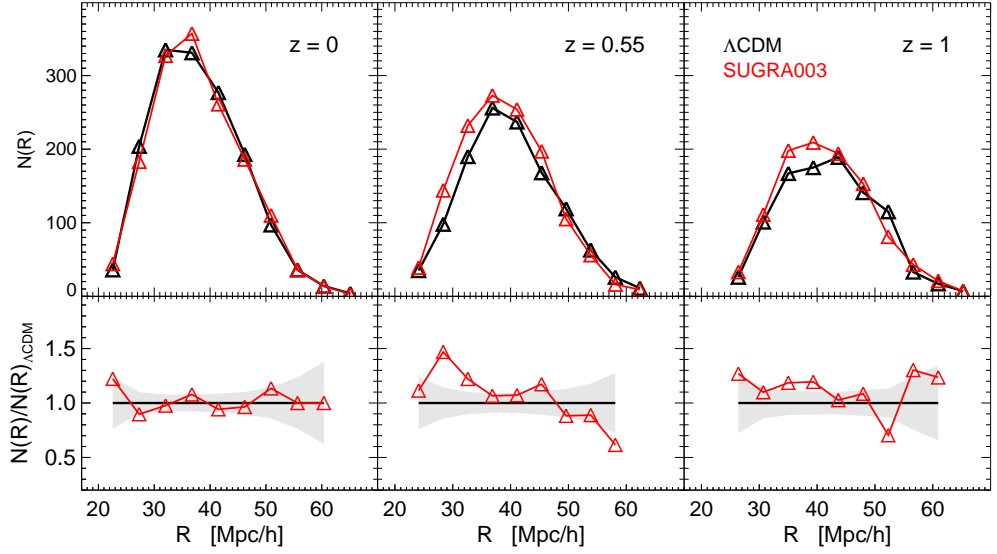 z = 0
z = 0.55
ΛCDM
z = 1
SUGRA003
N(R)
300
200
100
0
N(R)/N(R)ΛCDM
1.5
1.0
0.5
20 30 40 50 60
20 30 40 50 60
20 30 40 50 60
R [Mpc/h]
R [Mpc/h]
R [Mpc/h]